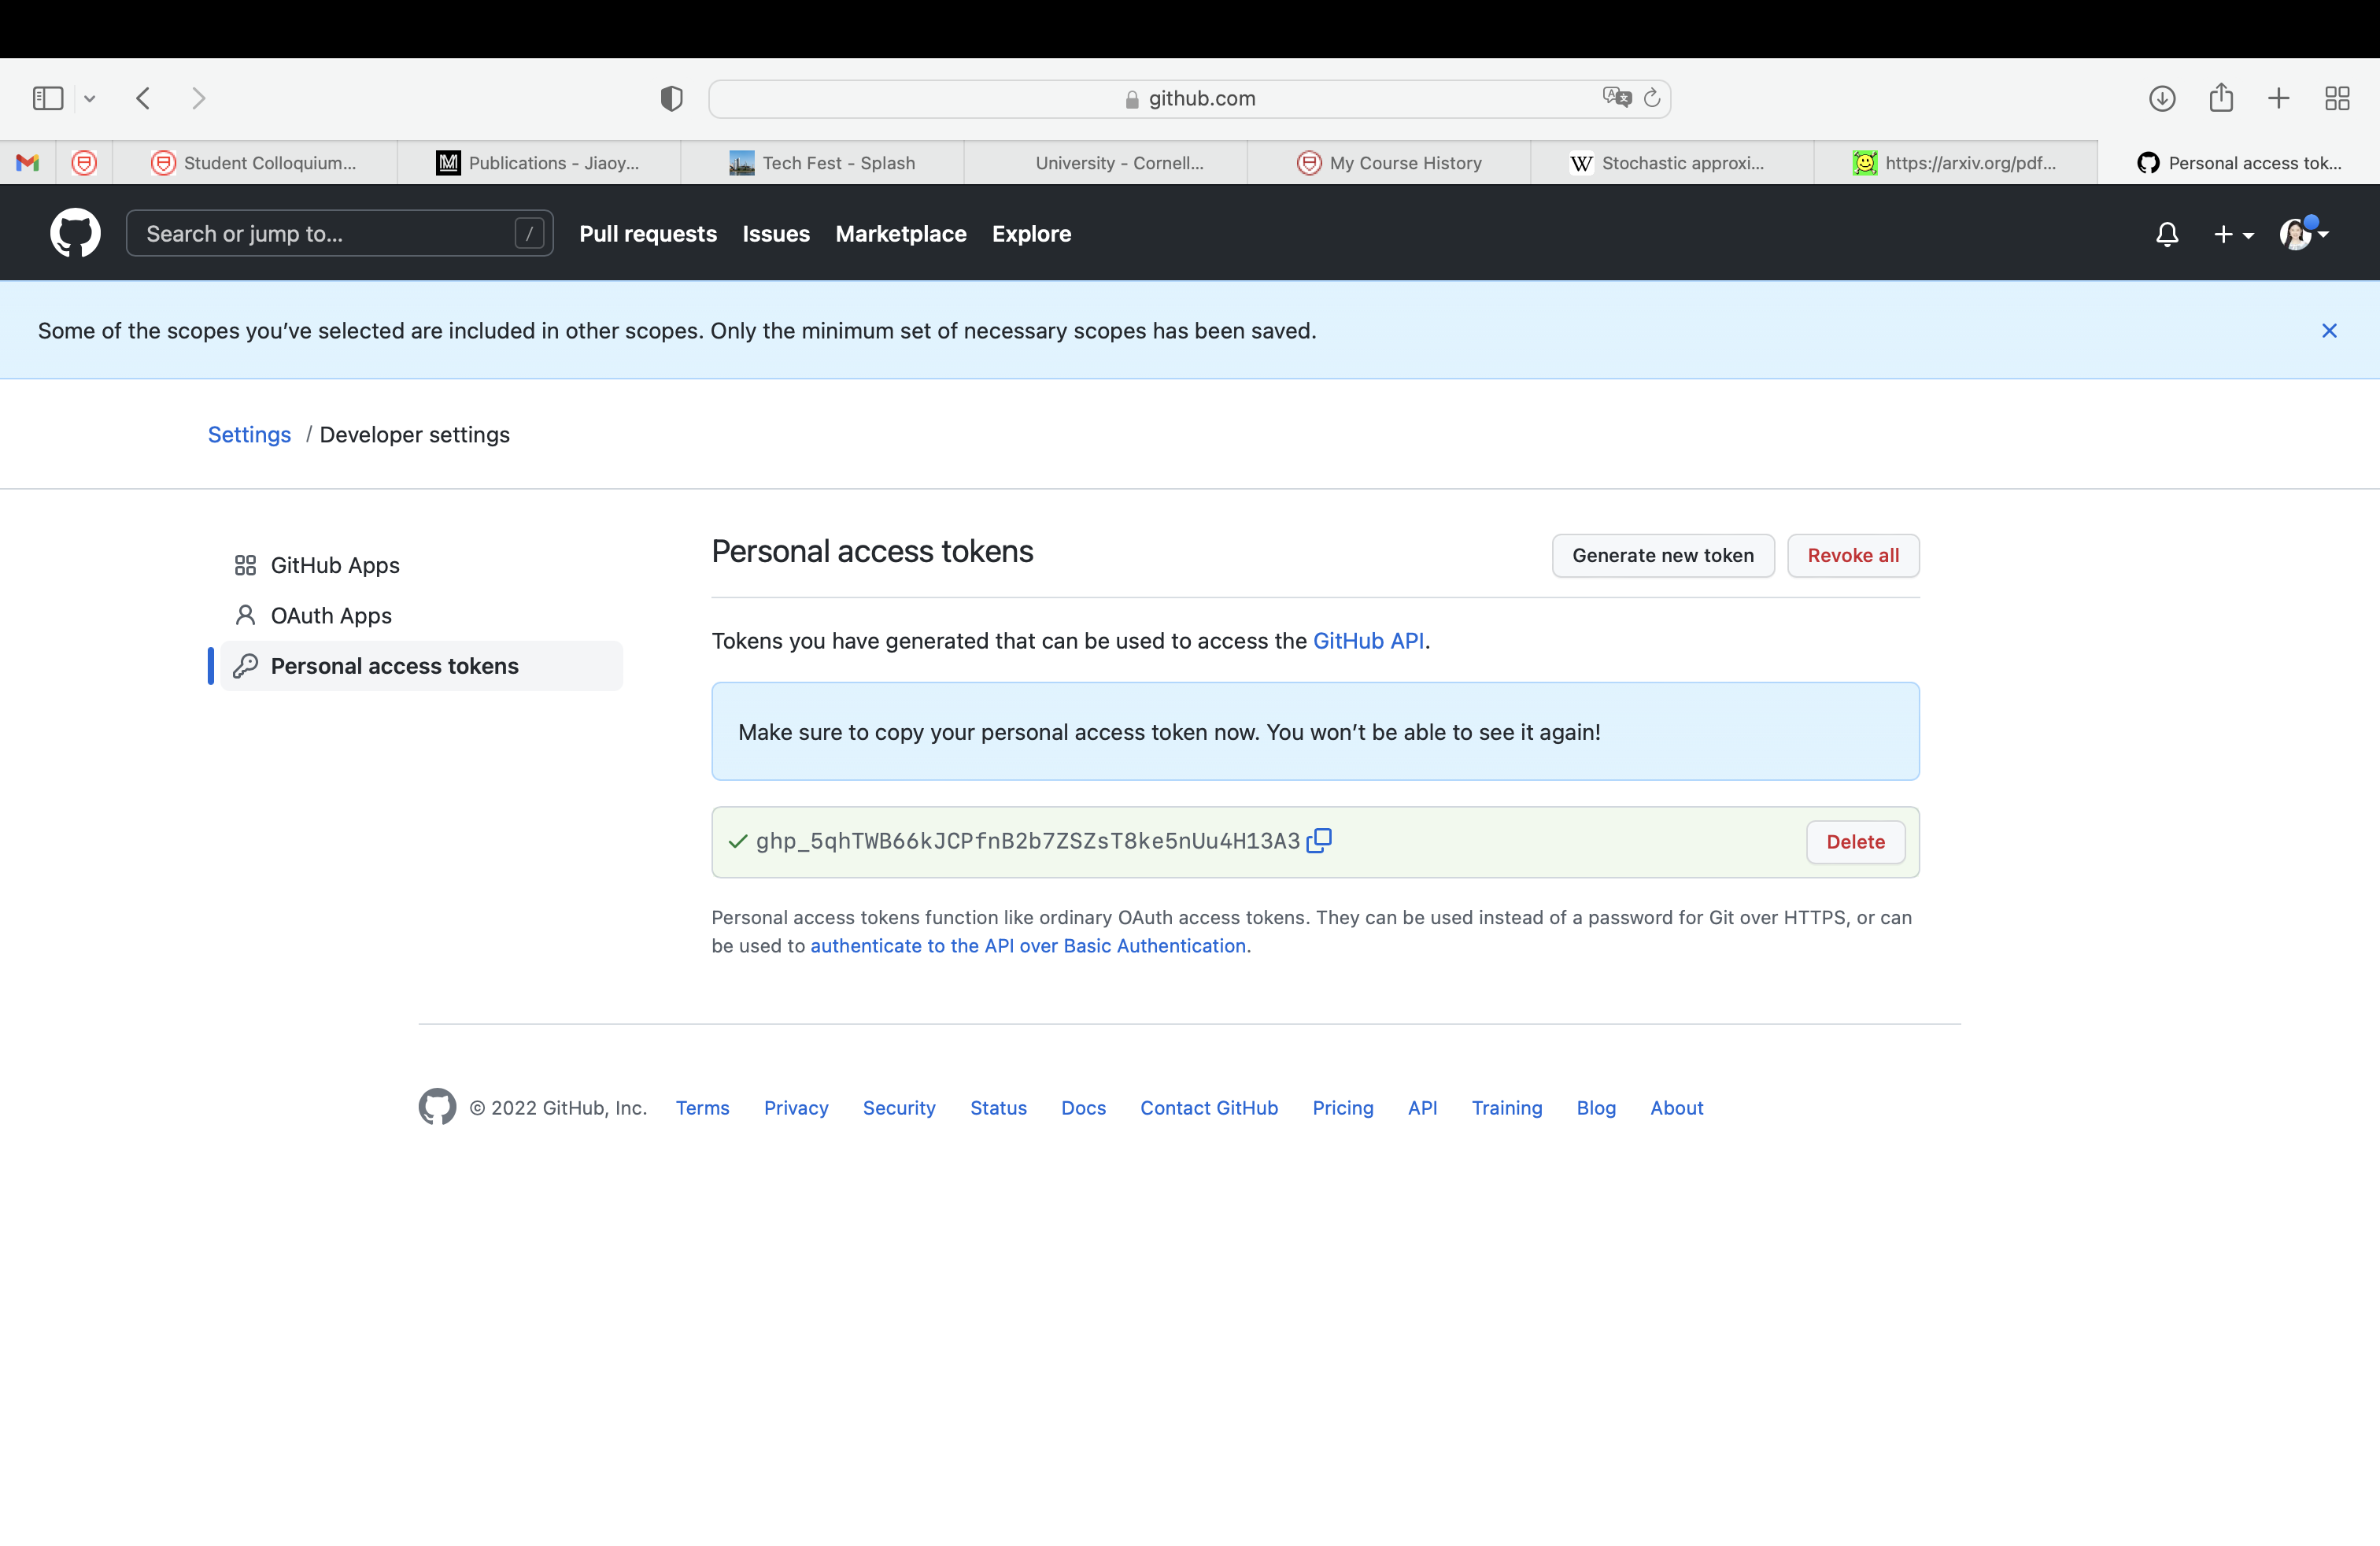 github.com
Student Colloquium...
Publications - Jiaoy...
Tech Fest - Splash
University - Cornell...
My Course History
W
Stochastic approxi...
https://arxiv.org/pdf...
Personal access tok...
Search or jump to...
/
Pull requests
Issues
Marketplace
Explore
Some of the scopes you’ve selected are included in other scopes. Only the minimum set of necessary scopes has been saved.
Settings / Developer settings
GitHub Apps
OAuth Apps
Personal access tokens
Personal access tokens
Generate new token
Revoke all
Tokens you have generated that can be used to access the GitHub API.
Make sure to copy your personal access token now. You won’t be able to see it again!
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
Delete
Personal access tokens function like ordinary OAuth access tokens. They can be used instead of a password for Git over HTTPS, or can
be used to authenticate to the API over Basic Authentication.
© 2022 GitHub, Inc.
Terms
Privacy
Security
Status
Docs
Contact GitHub
Pricing
API
Training
Blog
About